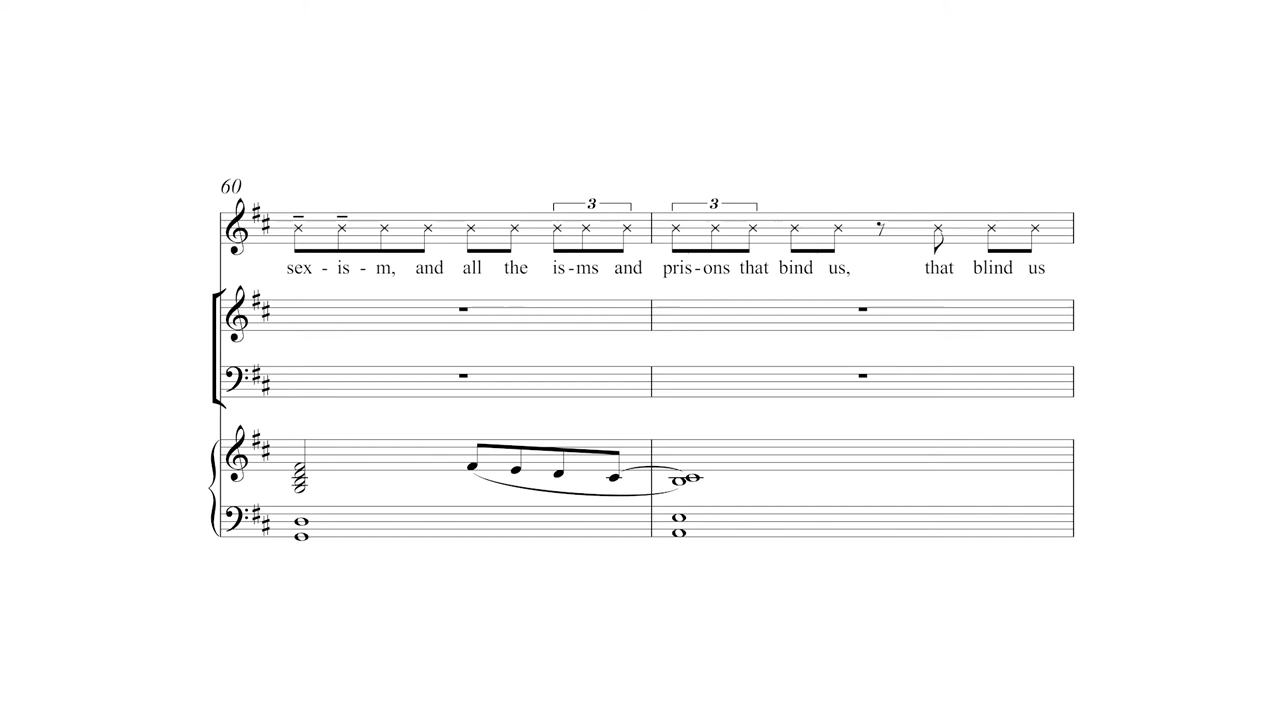 60
3 3
sex - is - m, and all the is - ms and pris - ons that bind us, that blind us